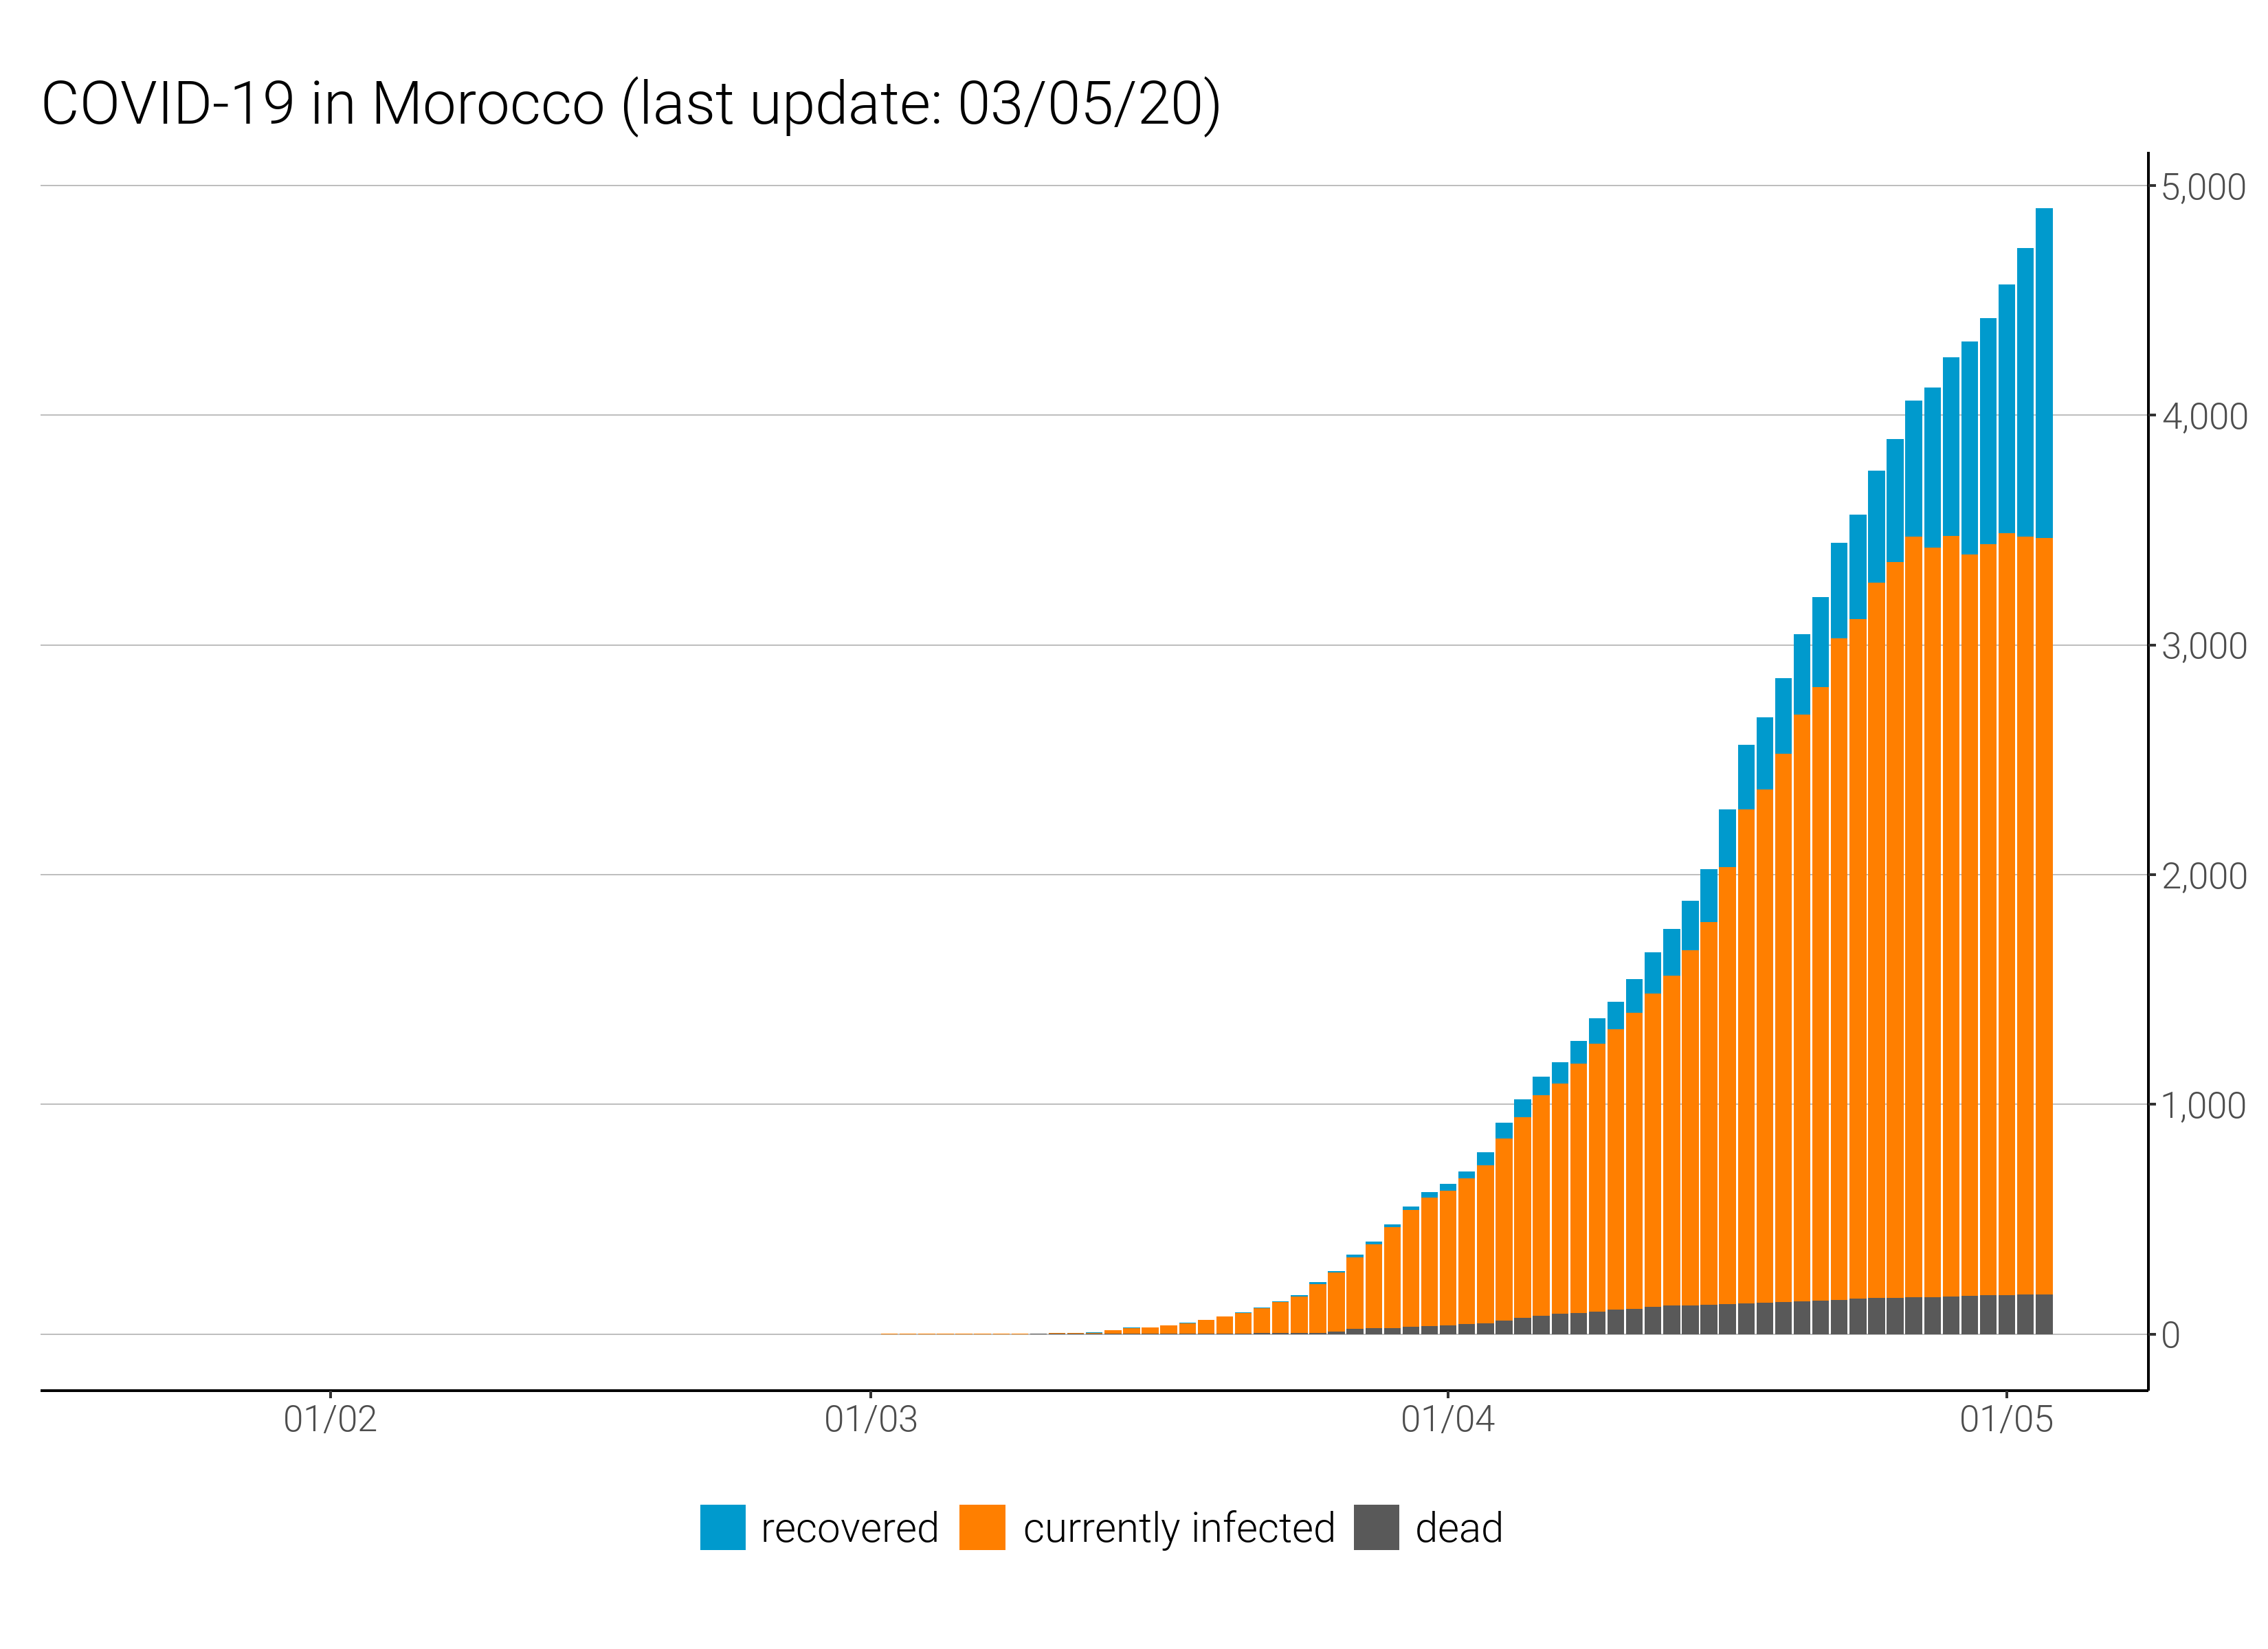 COVID-19 in Morocco (last update: 03/05/20)
5,000
4,000
3,000
2,000
1,000
0
01/02 01/03 01/04 01/05
recovered currently infected dead